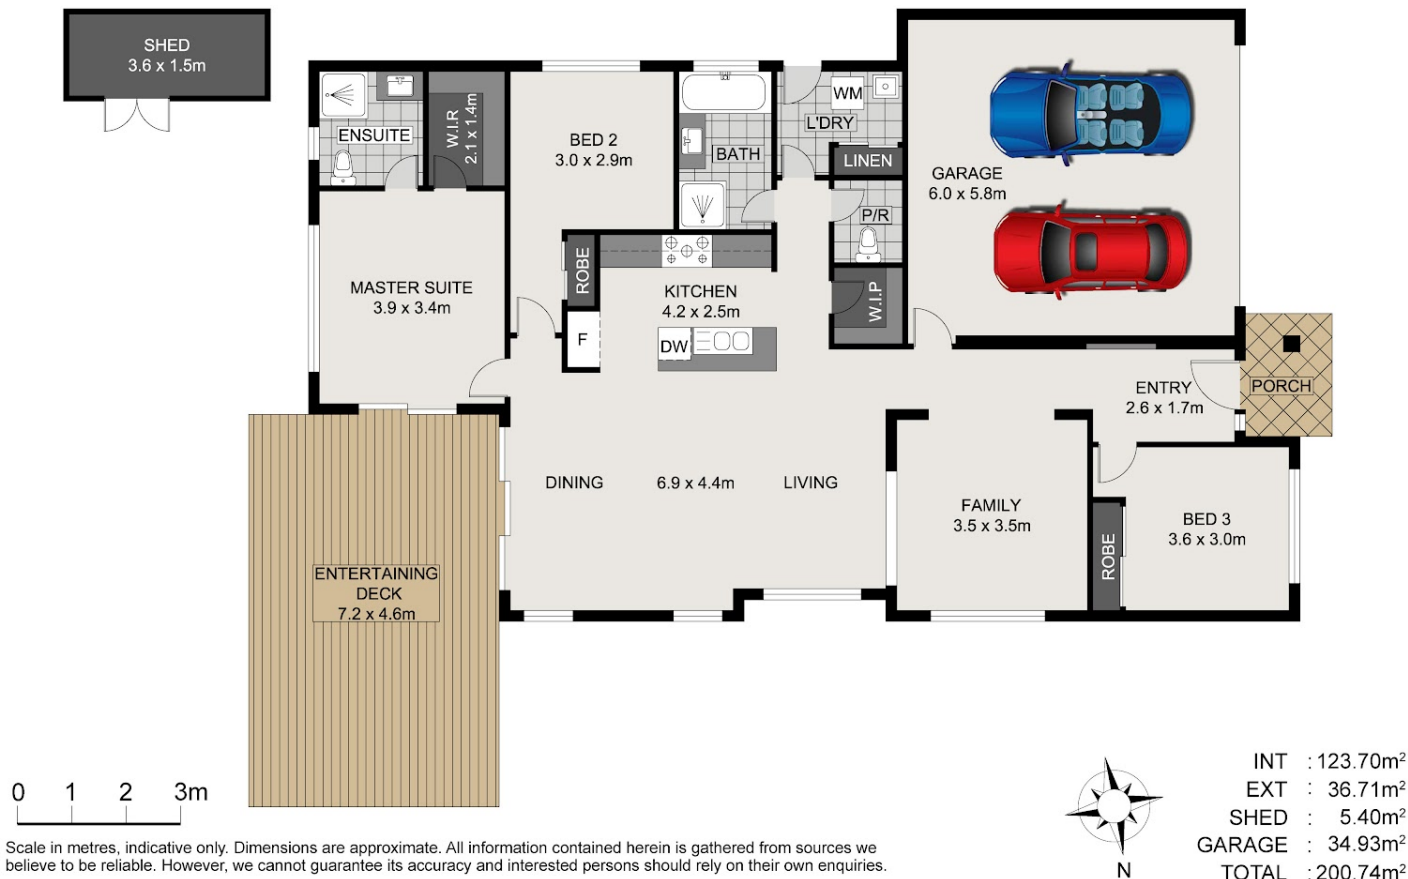 SHED
3.6 x 1.5m
ENSUITE
W.I.R
2.1 x 1.4m
BED 2
3.0 x 2.9m
BATH
WM
L'DRY
LINEN
P/R
GARAGE
6.0 x 5.8m
MASTER SUITE
3.9 x 3.4m
ROBE
F
KITCHEN
4.2 x 2.5m
DW
W.I.P
ENTRY
2.6 x 1.7m
PORCH
DINING
6.9 x 4.4m
LIVING
FAMILY
3.5 x 3.5m
ROBE
BED 3
3.6 x 3.0m
ENTERTAINING
DECK
7.2 x 4.6m
0 1 2 3m
Scale in metres, indicative only. Dimensions are approximate. All information contained herein is gathered from sources we
believe to be reliable. However, we cannot guarantee its accuracy and interested persons should rely on their own enquiries.
N
INT : 123.70m²
EXT : 36.71m²
SHED : 5.40m²
GARAGE : 34.93m²
TOTAL : 200.74m²